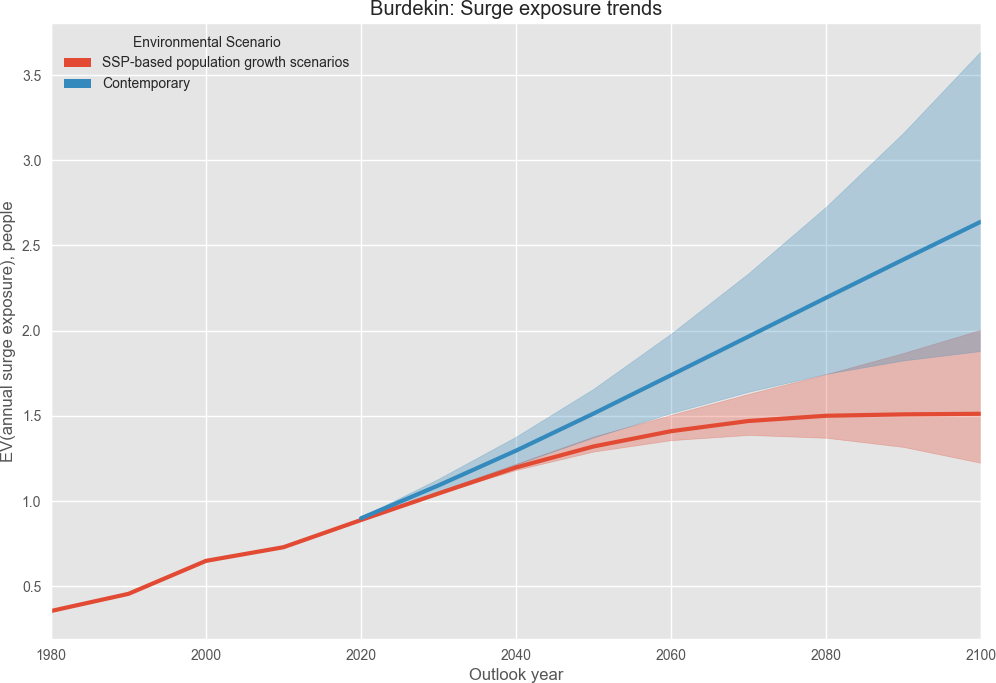 Burdekin: Surge exposure trends
Environmental Scenario
SSP-based population growth scenarios
Contemporary
EV(annual surge exposure), people
3.5
3.0
2.5
2.0
1.5
1.0
0.5
1980 2000 2020 2040 2060 2080 2100
Outlook year